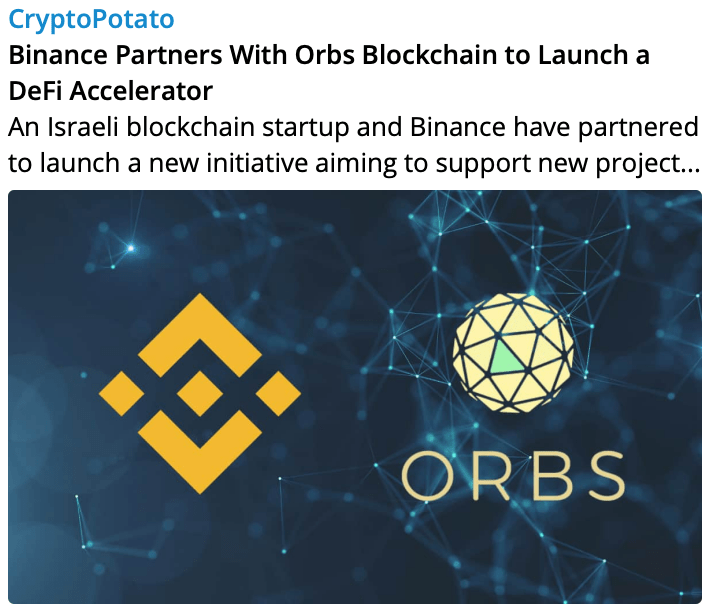 CryptoPotato
Binance Partners With Orbs Blockchain to Launch a
DeFi Accelerator
An Israeli blockchain startup and Binance have partnered
to launch a new initiative aiming to support new project...
ORBS